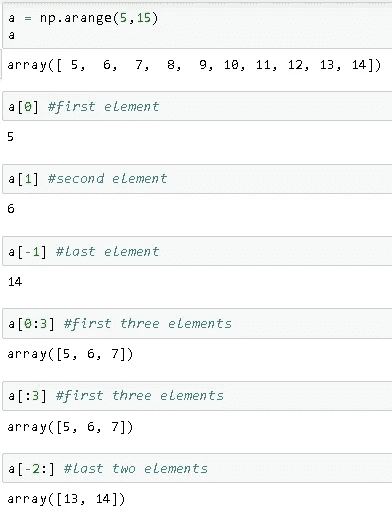 a = np.arange(5,15)
a
array([ 5,  6,  7,  8,  9, 10, 11, 12, 13, 14])
a[0] #first element
5
a[1] #second element
6
a[-1] #last element
14
a[0:3] #first three elements
array([5, 6, 7])
a[:3] #first three elements
array([5, 6, 7])
a[-2:] #last two elements
array([13, 14])